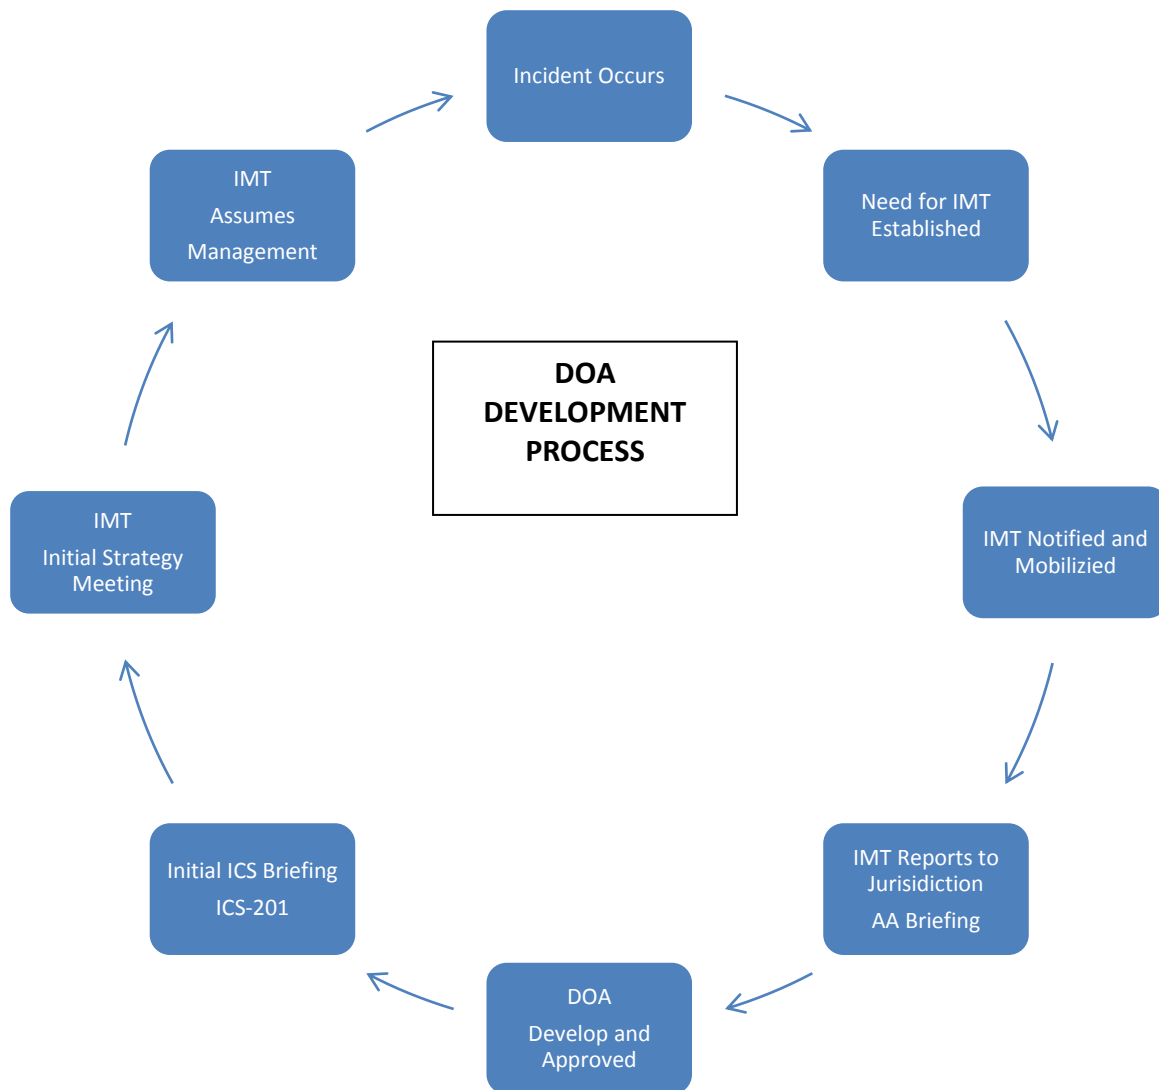 Incident Occurs
Need for IMT
Established
IMT Notified and
Mobilizied
IMT Reports to
Jurisidiction
AA Briefing
DOA
Develop and
Approved
Initial ICS Briefing
ICS-201
IMT
Initial Strategy
Meeting
IMT
Assumes
Management
DOA
DEVELOPMENT
PROCESS